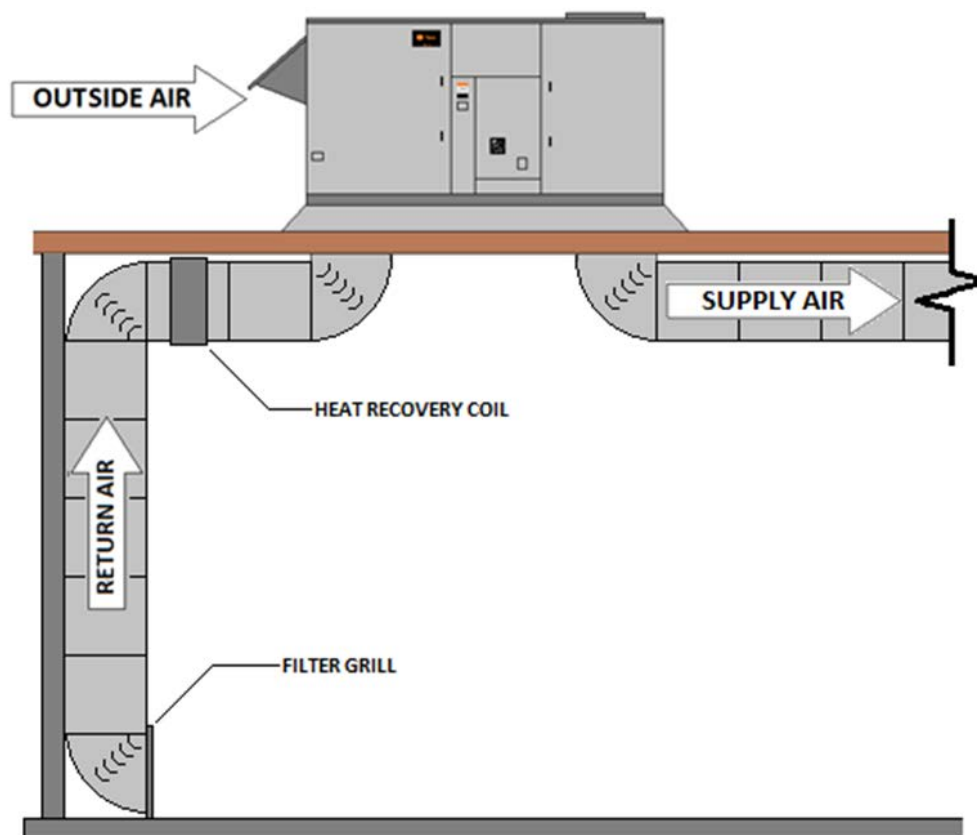 OUTSIDE AIR
SUPPLY AIR
HEAT RECOVERY COIL
RETURN AIR
FILTER GRILL